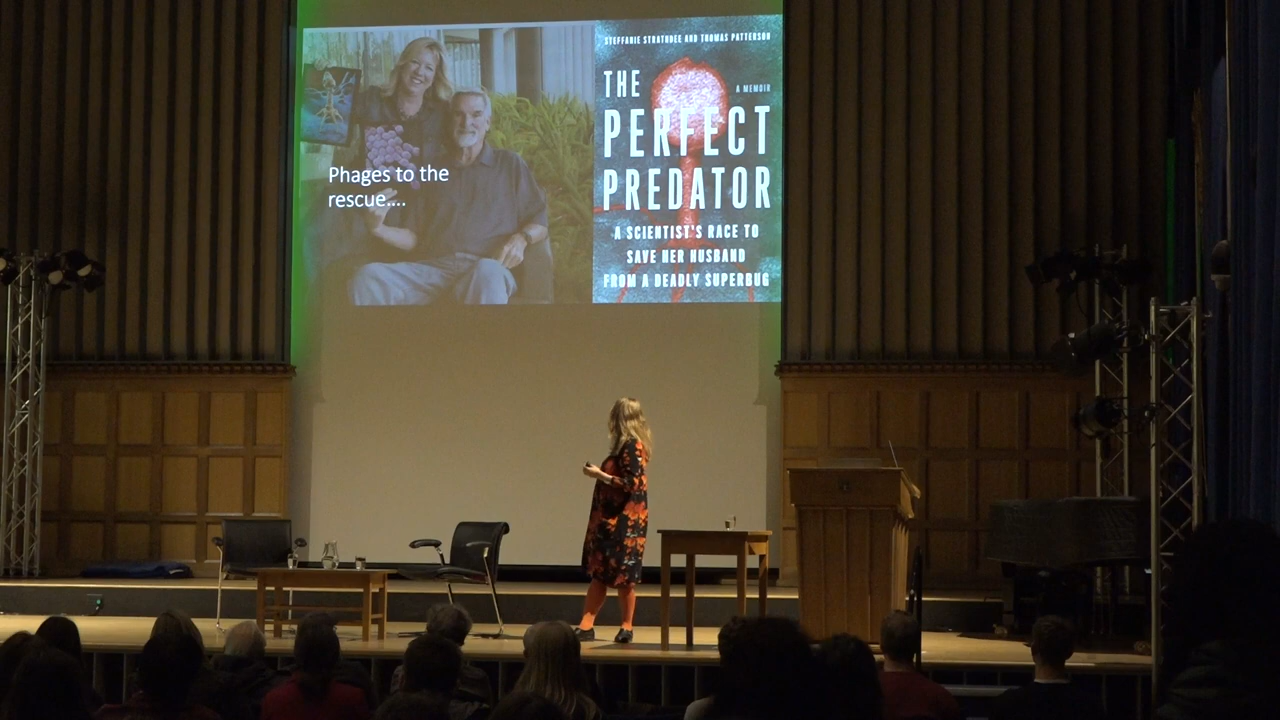 Phages to the
rescue....
STEFFANIE STRATHDEE AND THOMAS PATTERSON
THE
A MEMOIR
PERFECT
PREDATOR
A SCIENTIST'S RACE TO
SAVE HER HUSBAND
FROM A DEADLY SUPERBUG